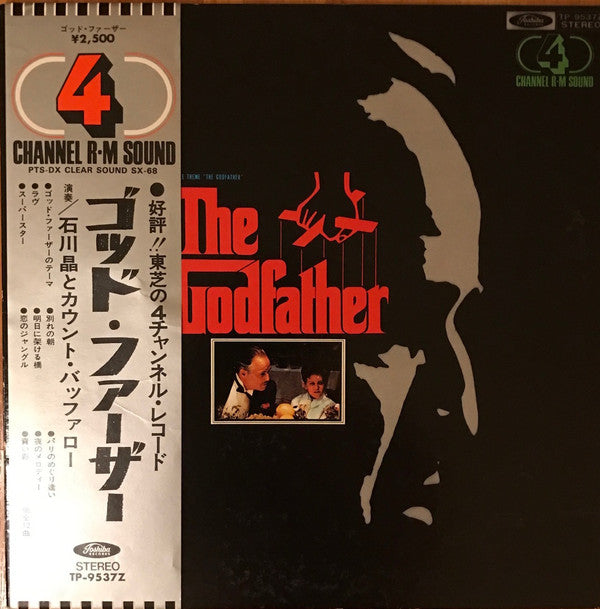 ゴッド・ファーザー
¥2,500
4
CHANNEL R・M SOUND
PTS-DX CLEAR SOUND SX-68
●好評!!東芝の4チャンネル・レコード
ゴッド・ファーザー
演奏/石川晶とカウント・バッファロー
●ゴッド・ファーザーのテーマ
●ラヴ
●スーパースター
●別れの朝
●明日に架ける橋
●恋のジャングル
●パリのめぐり逢い
●夜のメロディー
Toshiba
RECORDS
STEREO
TP-9537Z
THEME "THE GODFATHER"
The
Godfather
Toshiba
TP-9537Z
STEREO
4
CHANNEL R・M SOUND